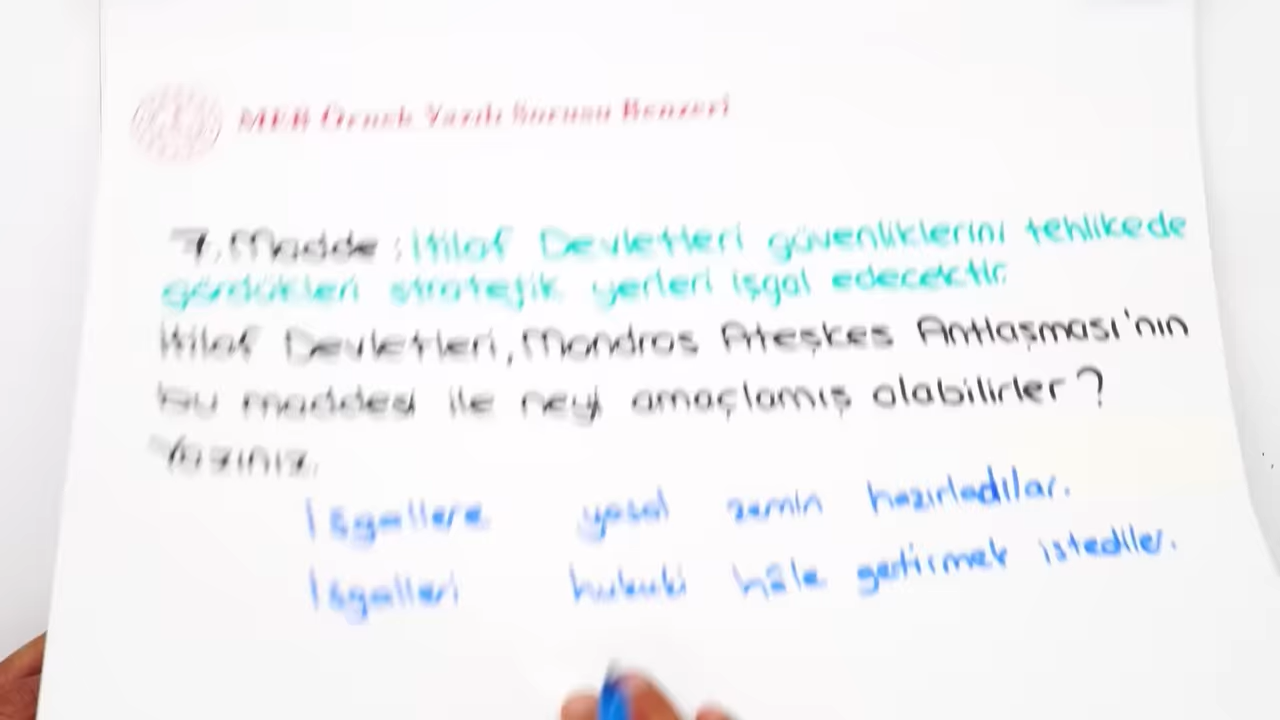 MEB Örnek Yazılı Sorusu Benzeri
7. Madde : İtilaf Devletleri güvenliklerini tehlikede
gördükleri stratejik yerleri işgal edecektir.
İtilaf Devletleri, Mondros Ateşkes Antlaşması'nın
bu maddesi ile neyi amaçlamış olabilirler?
Yazınız.
İşgallere yasal zemin hazırladılar.
İşgalleri hukuki hâle getirmek istediler.